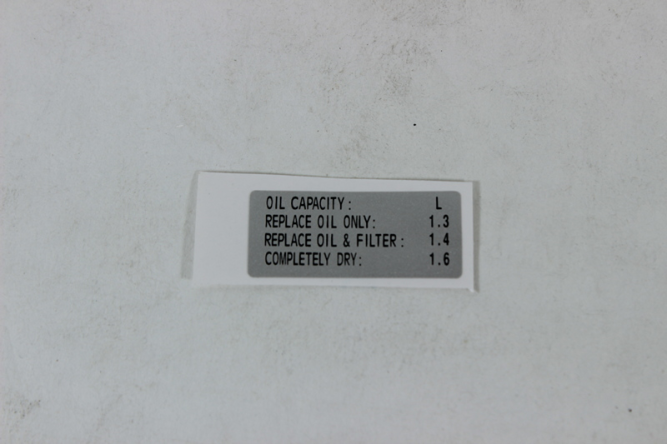 OIL CAPACITY: L
REPLACE OIL ONLY: 1.3
REPLACE OIL & FILTER: 1.4
COMPLETELY DRY: 1.6